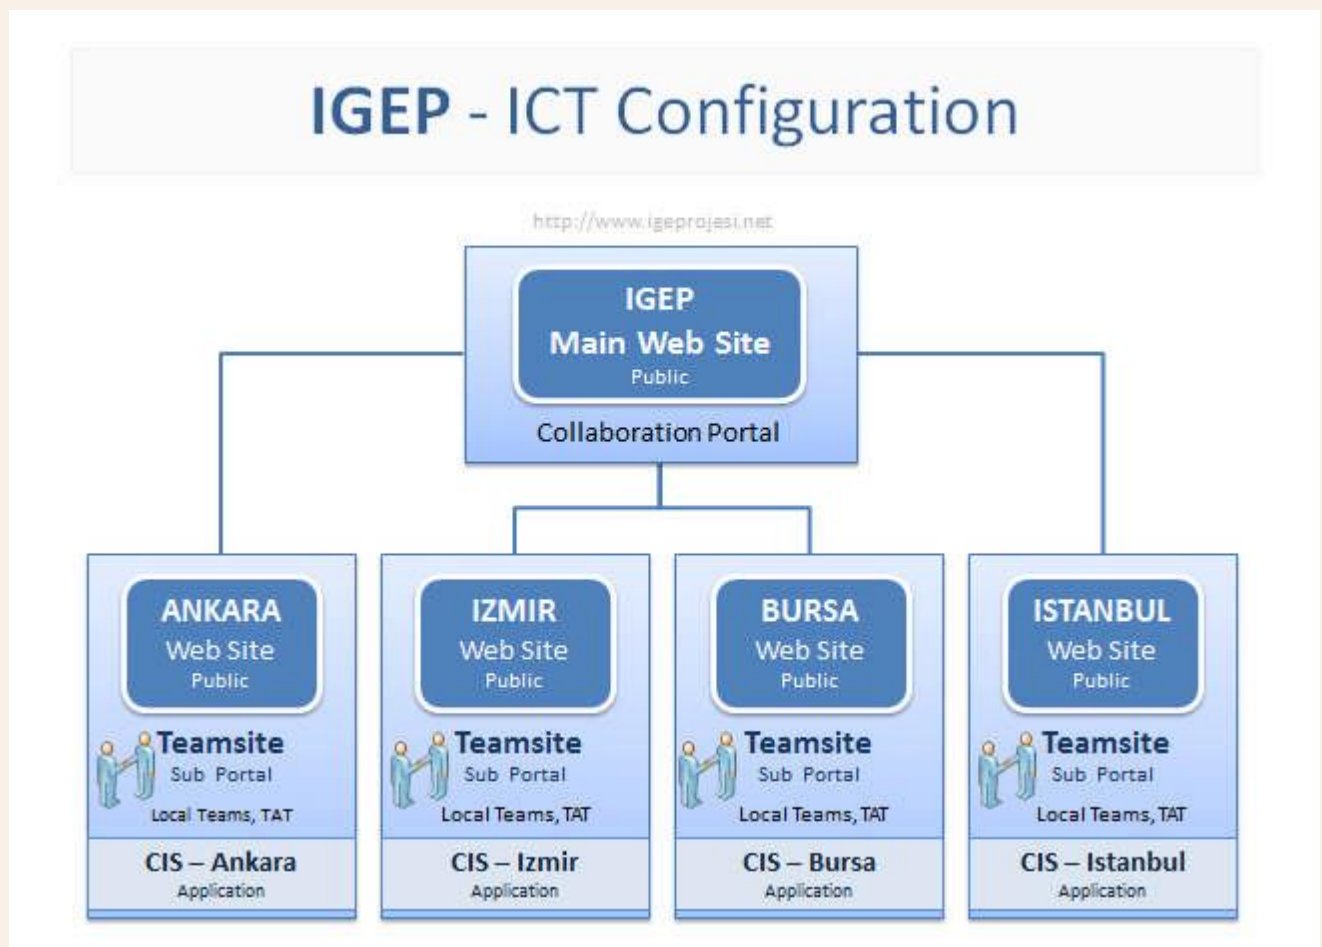 IGEP - ICT Configuration
http://www.igeprojesi.net
IGEP
Main Web Site
Public
Collaboration Portal
ANKARA
Web Site
Public
Teamsite
Sub Portal
Local Teams, TAT
CIS – Ankara
Application
IZMIR
Web Site
Public
Teamsite
Sub Portal
Local Teams, TAT
CIS – Izmir
Application
BURSA
Web Site
Public
Teamsite
Sub Portal
Local Teams, TAT
CIS – Bursa
Application
ISTANBUL
Web Site
Public
Teamsite
Sub Portal
Local Teams, TAT
CIS – Istanbul
Application